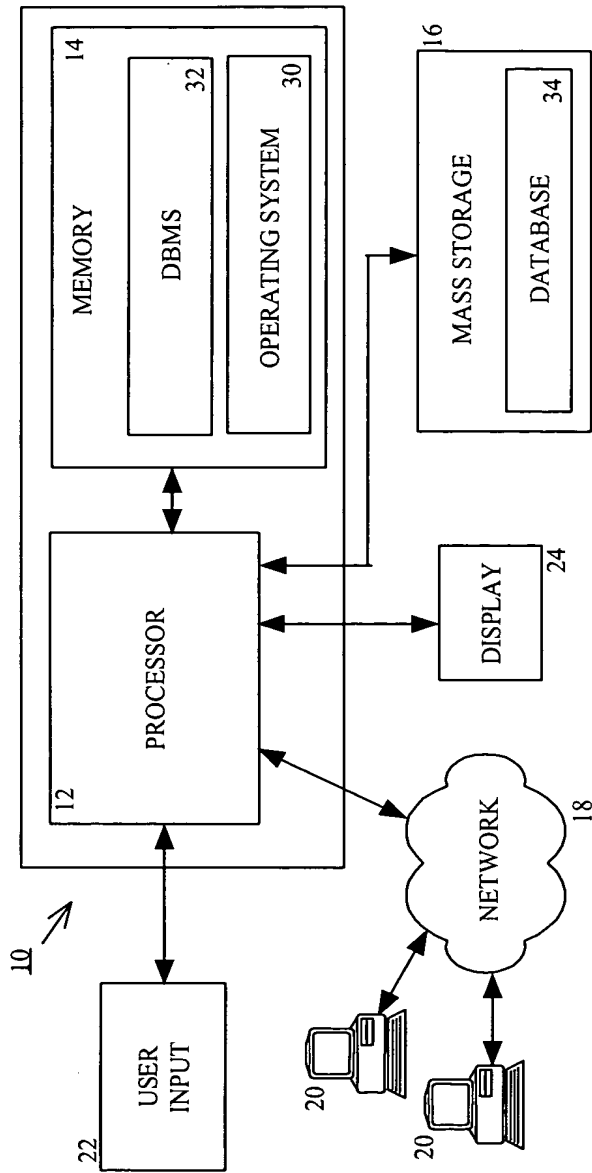 10
22
USER
INPUT
12
PROCESSOR
14
MEMORY
32
DBMS
30
OPERATING SYSTEM
20
20
NETWORK
18
DISPLAY
24
16
MASS STORAGE
34
DATABASE